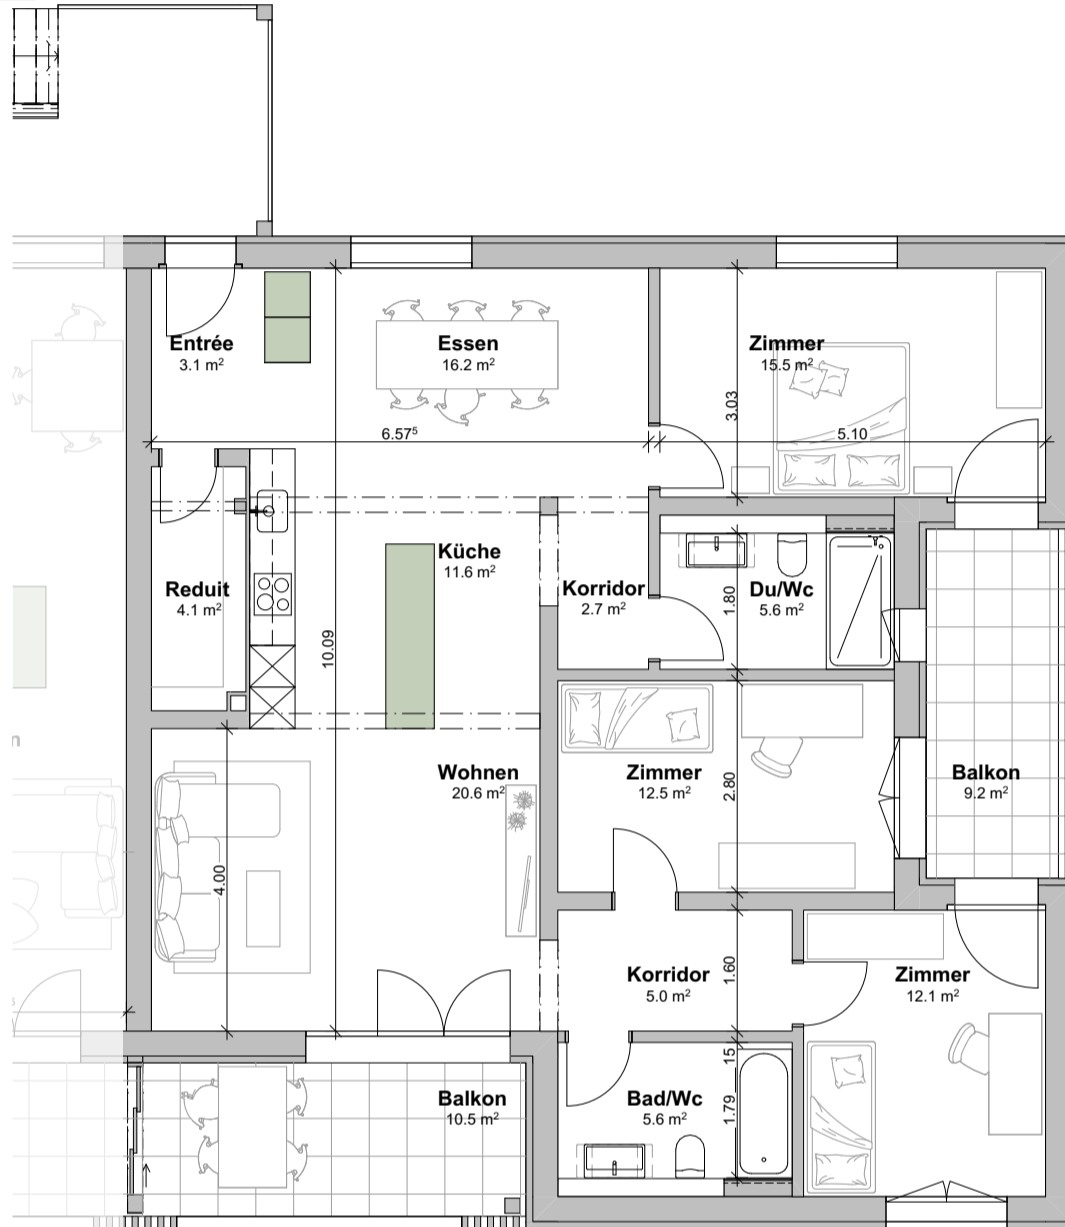 Entrée
3.1 m²
Essen
16.2 m²
Zimmer
15.5 m²
3.03
6.57⁵
5.10
Reduit
4.1 m²
Küche
11.6 m²
Korridor
2.7 m²
1.80
Du/Wc
5.6 m²
10.09
n
Wohnen
20.6 m²
Zimmer
12.5 m²
2.80
Balkon
9.2 m²
4.00
Korridor
5.0 m²
1.60
Zimmer
12.1 m²
15
Balkon
10.5 m²
Bad/Wc
5.6 m²
1.79